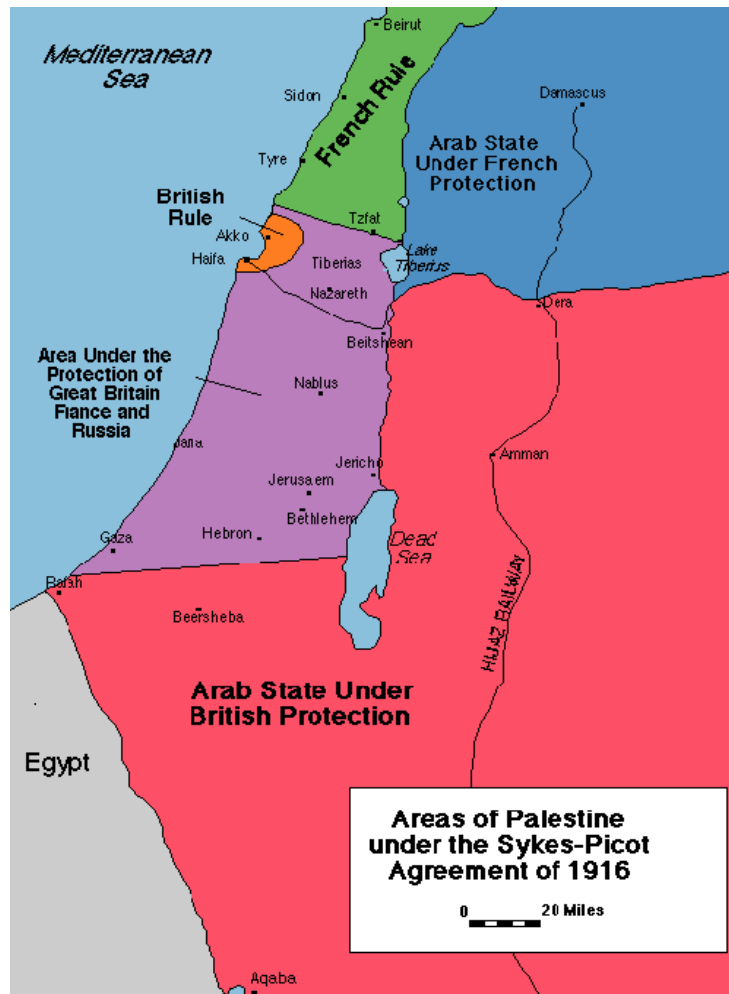 Beirut
Mediterranean
Sea
French Rule
Sidon
Damascus
Arab State
Under French
Protection
Tyre
British
Rule
Tzfat
Akko
Haifa
Tiberias
Lake
Tiberius
Nazareth
Dera
Beitshean
Area Under the
Protection of
Great Britain
Fiance and
Russia
Nablus
Jana
Amman
Jericho
Jerusaem
Bethlehem
Hebron
Dead
Sea
Gaza
Rafah
Beersheba
HIJAZ RAILWAY
Arab State Under
British Protection
Egypt
Areas of Palestine
under the Sykes-Picot
Agreement of 1916
0 20 Miles
Aqaba